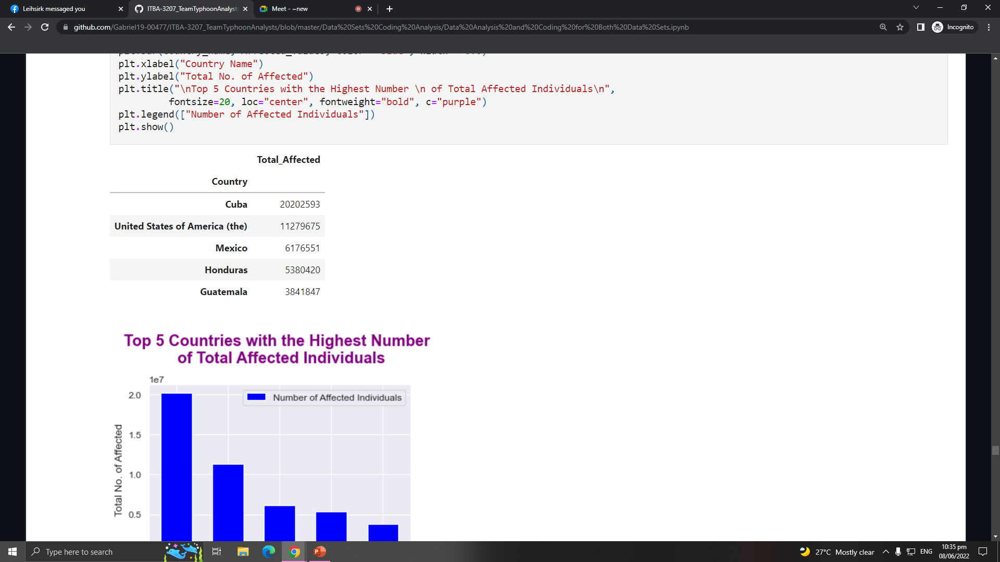 Leihsirk messaged you
ITBA-3207_TeamTyphoonAnalysts
Meet - ~new
github.com/Gabriel19-00477/ITBA-3207_TeamTyphoonAnalysts/blob/master/Data%20Sets%20Coding%20Analysis/Data%20Analysis%20and%20Coding%20for%20Both%20Data%20Sets.ipynb
Incognito
plt.xlabel("Country Name")
plt.ylabel("Total No. of Affected")
plt.title("\nTop 5 Countries with the Highest Number \n of Total Affected Individuals\n",
fontsize=20, loc="center", fontweight="bold", c="purple")
plt.legend(["Number of Affected Individuals"])
plt.show()
Total_Affected
Country
Cuba 20202593
United States of America (the) 11279675
Mexico 6176551
Honduras 5380420
Guatemala 3841847
Top 5 Countries with the Highest Number
of Total Affected Individuals
1e7
2.0
Number of Affected Individuals
1.5
1.0
0.5
Total No. of Affected
Type here to search
27°C Mostly clear
ENG
10:35 pm
08/06/2022